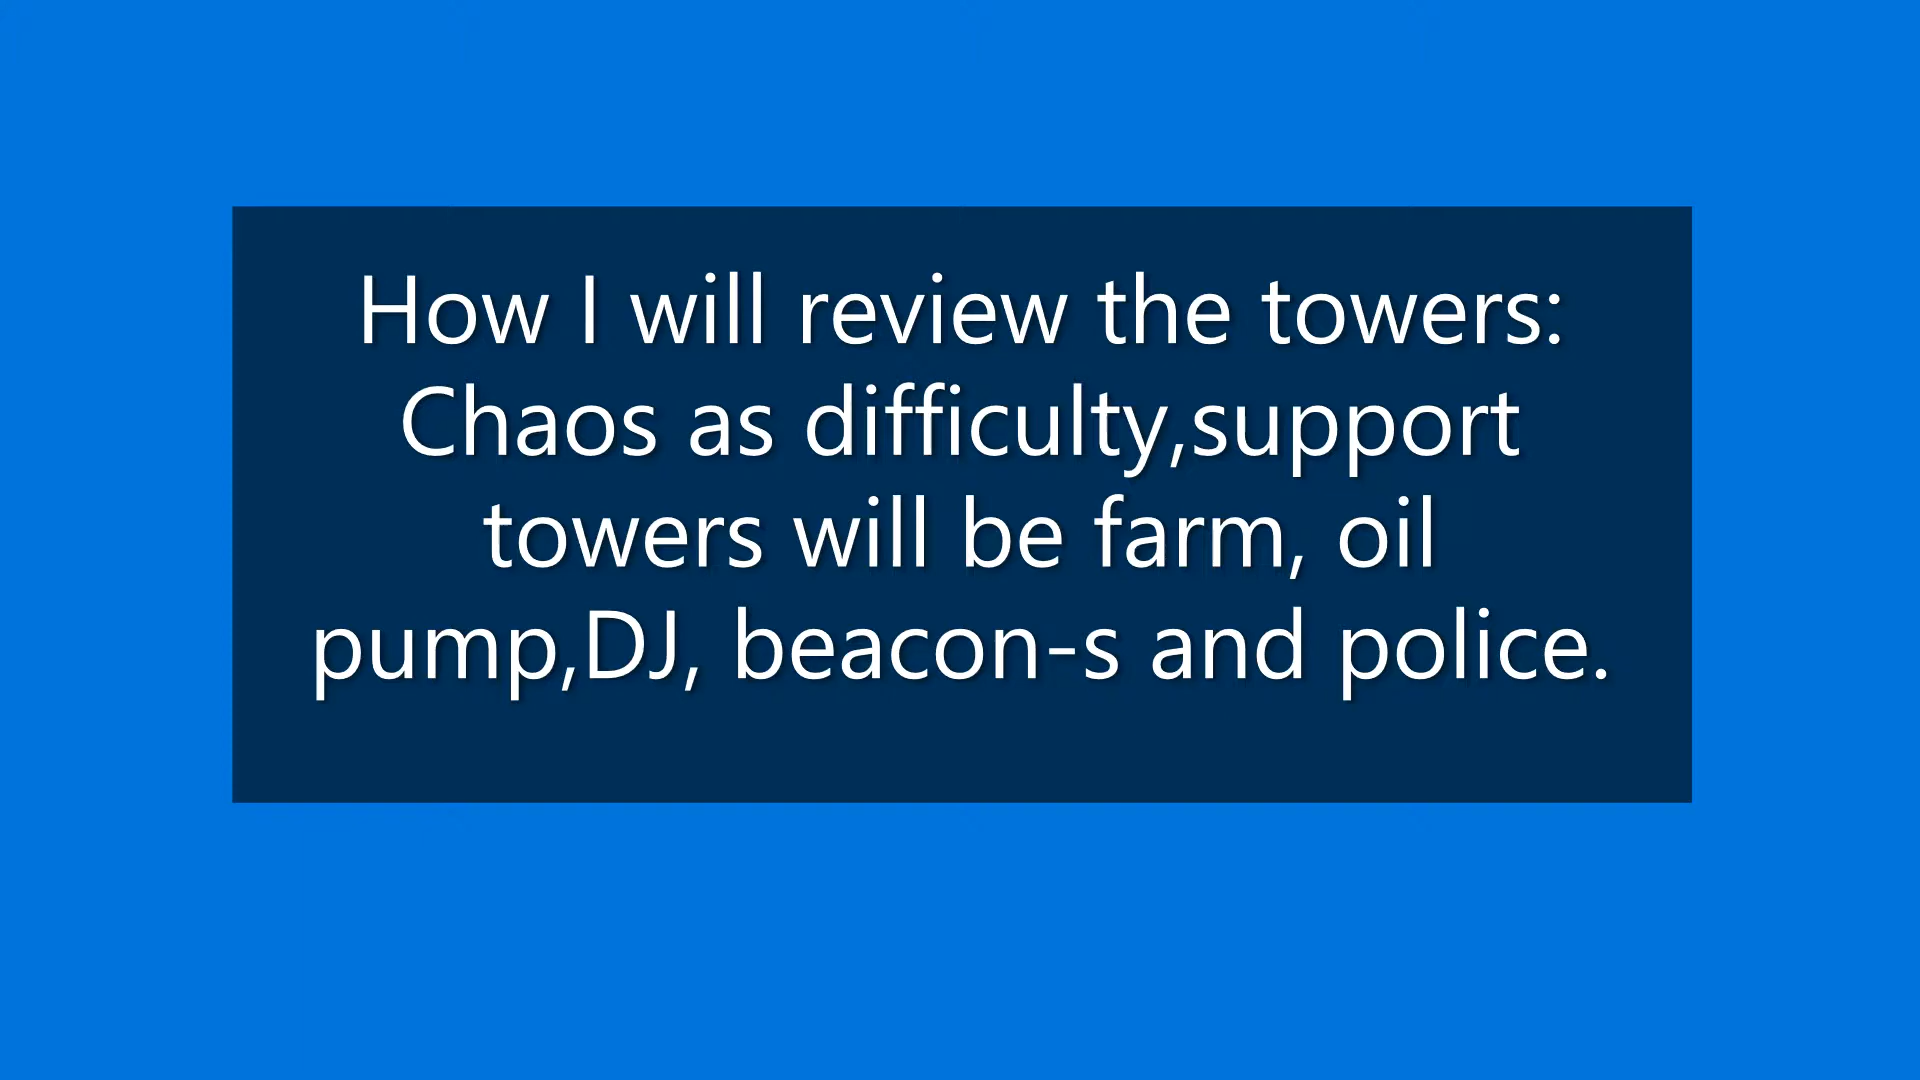 How I will review the towers:
Chaos as difficulty,support
towers will be farm, oil
pump,DJ, beacon-s and police.